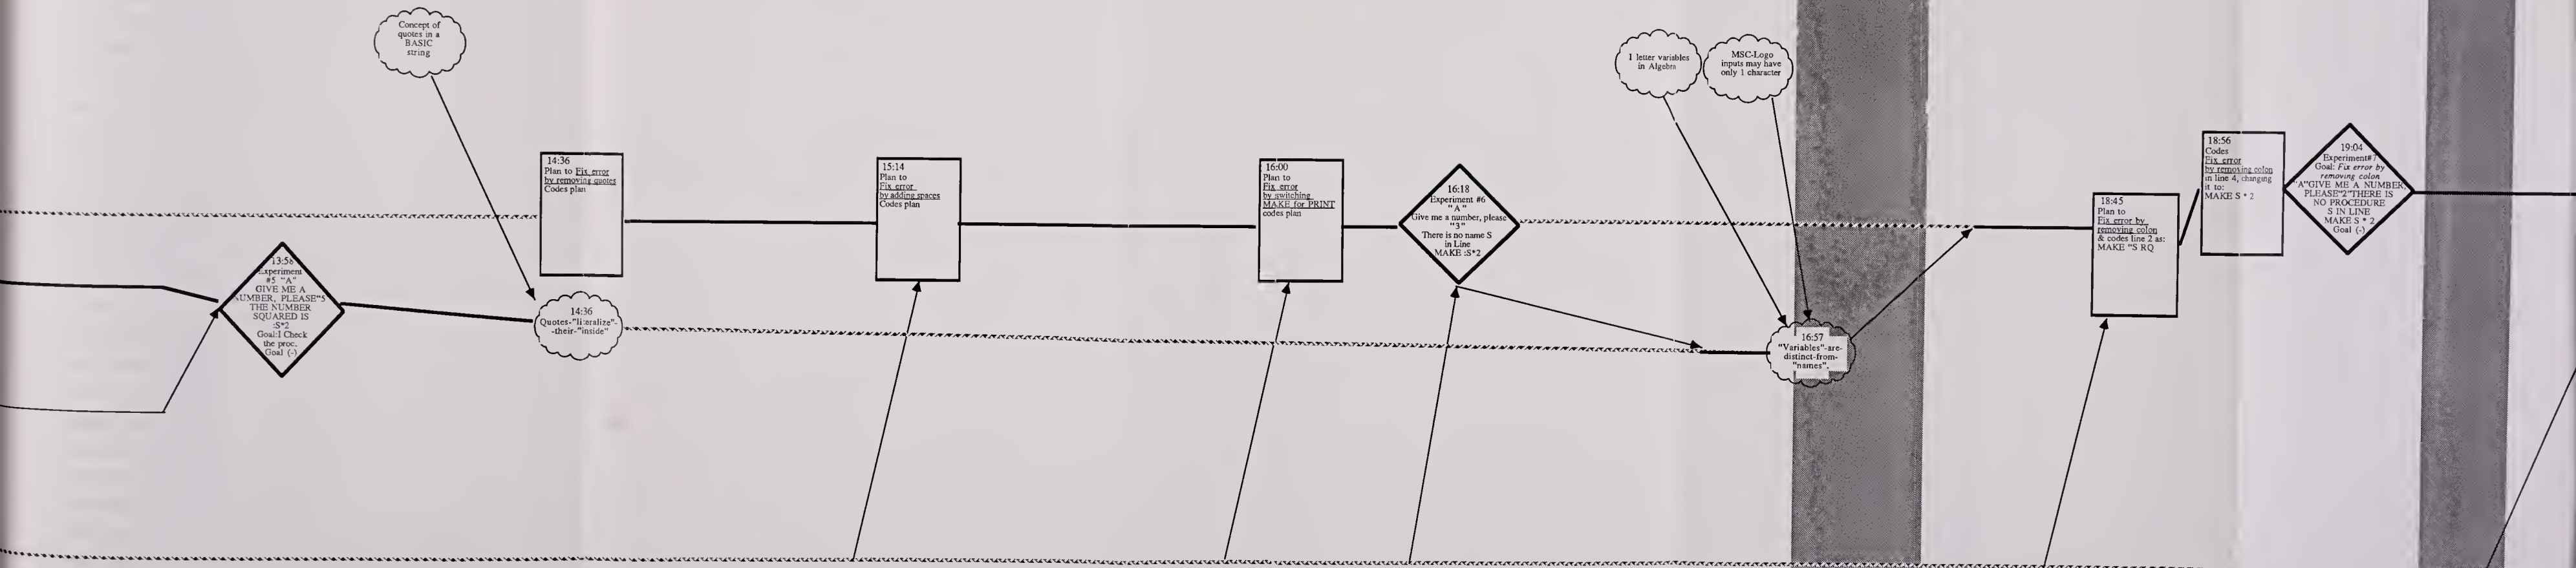 Concept of
quotes in a
BASIC
string
13:58
Experiment
#5 "A"
GIVE ME A
NUMBER, PLEASE"5
THE NUMBER
SQUARED IS
:S*2
Goal:I Check
the proc.
Goal (-)
14:36
Plan to Fix error
by removing quotes
Codes plan
14:36
Quotes-"literalize"-
-their-"inside"
15:14
Plan to
Fix error
by adding spaces
Codes plan
16:00
Plan to
Fix error
by switching
MAKE for PRINT
codes plan
16:18
Experiment #6
"A"
Give me a number, please
"3"
There is no name S
in Line
MAKE :S*2
1 letter variables
in Algebra
MSC-Logo
inputs may have
only 1 character
16:57
"Variables"-are-
distinct-from-
"names".
18:45
Plan to
Fix error by
removing colon
& codes line 2 as:
MAKE "S RQ
18:56
Codes
Fix error
by removing colon
in line 4, changing
it to:
MAKE S * 2
19:04
Experiment#7
Goal: Fix error by
removing colon
"A"GIVE ME A NUMBER,
PLEASE"2"THERE IS
NO PROCEDURE
S IN LINE
MAKE S * 2
Goal (-)